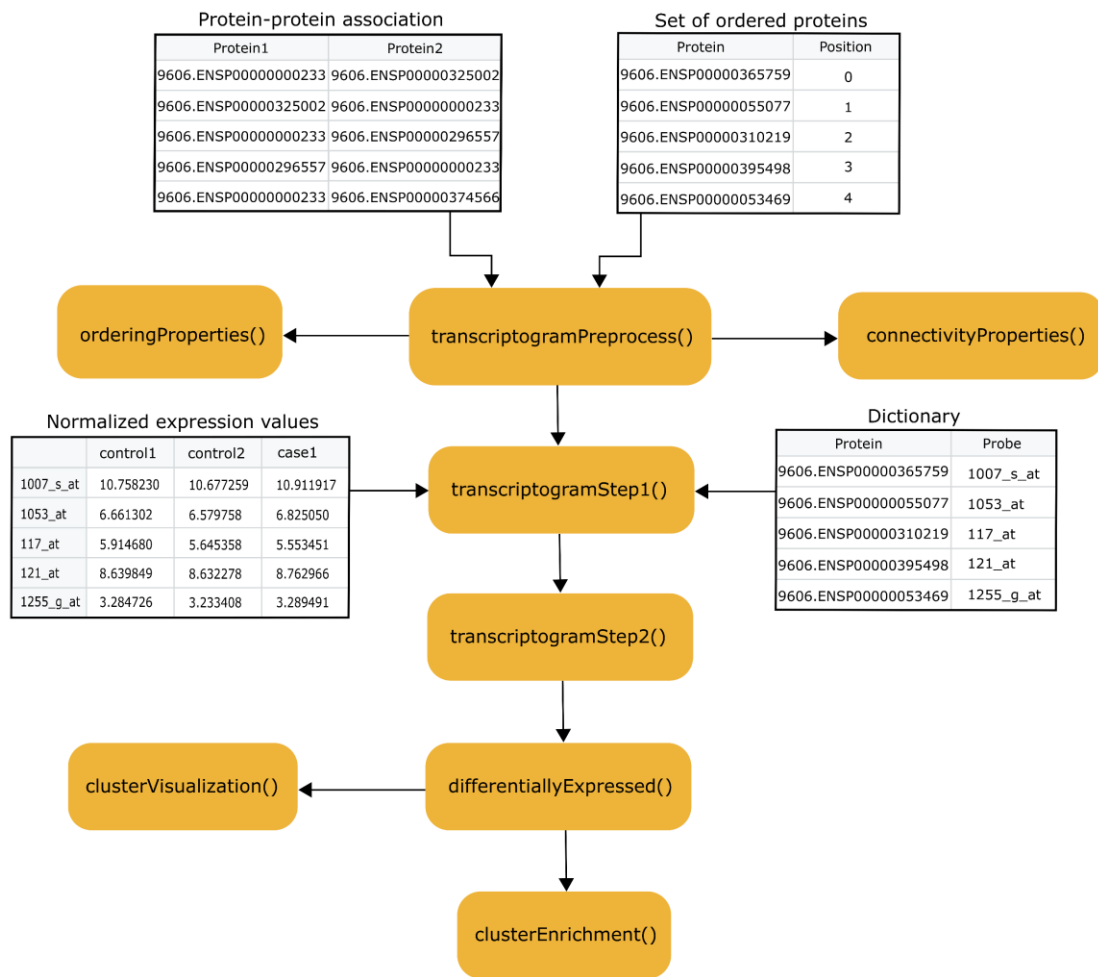 Protein-protein association
Protein1 Protein2
9606.ENSP00000000233 9606.ENSP00000325002
9606.ENSP00000325002 9606.ENSP00000000233
9606.ENSP00000000233 9606.ENSP00000296557
9606.ENSP00000296557 9606.ENSP00000000233
9606.ENSP00000000233 9606.ENSP00000374566
Set of ordered proteins
Protein Position
9606.ENSP00000365759 0
9606.ENSP00000055077 1
9606.ENSP00000310219 2
9606.ENSP00000395498 3
9606.ENSP00000053469 4
orderingProperties()
transcriptogramPreprocess()
connectivityProperties()
Normalized expression values
control1 control2 case1
1007_s_at 10.758230 10.677259 10.911917
1053_at 6.661302 6.579758 6.825050
117_at 5.914680 5.645358 5.553451
121_at 8.639849 8.632278 8.762966
1255_g_at 3.284726 3.233408 3.289491
transcriptogramStep1()
Dictionary
Protein Probe
9606.ENSP00000365759 1007_s_at
9606.ENSP00000055077 1053_at
9606.ENSP00000310219 117_at
9606.ENSP00000395498 121_at
9606.ENSP00000053469 1255_g_at
transcriptogramStep2()
clusterVisualization()
differentiallyExpressed()
clusterEnrichment()